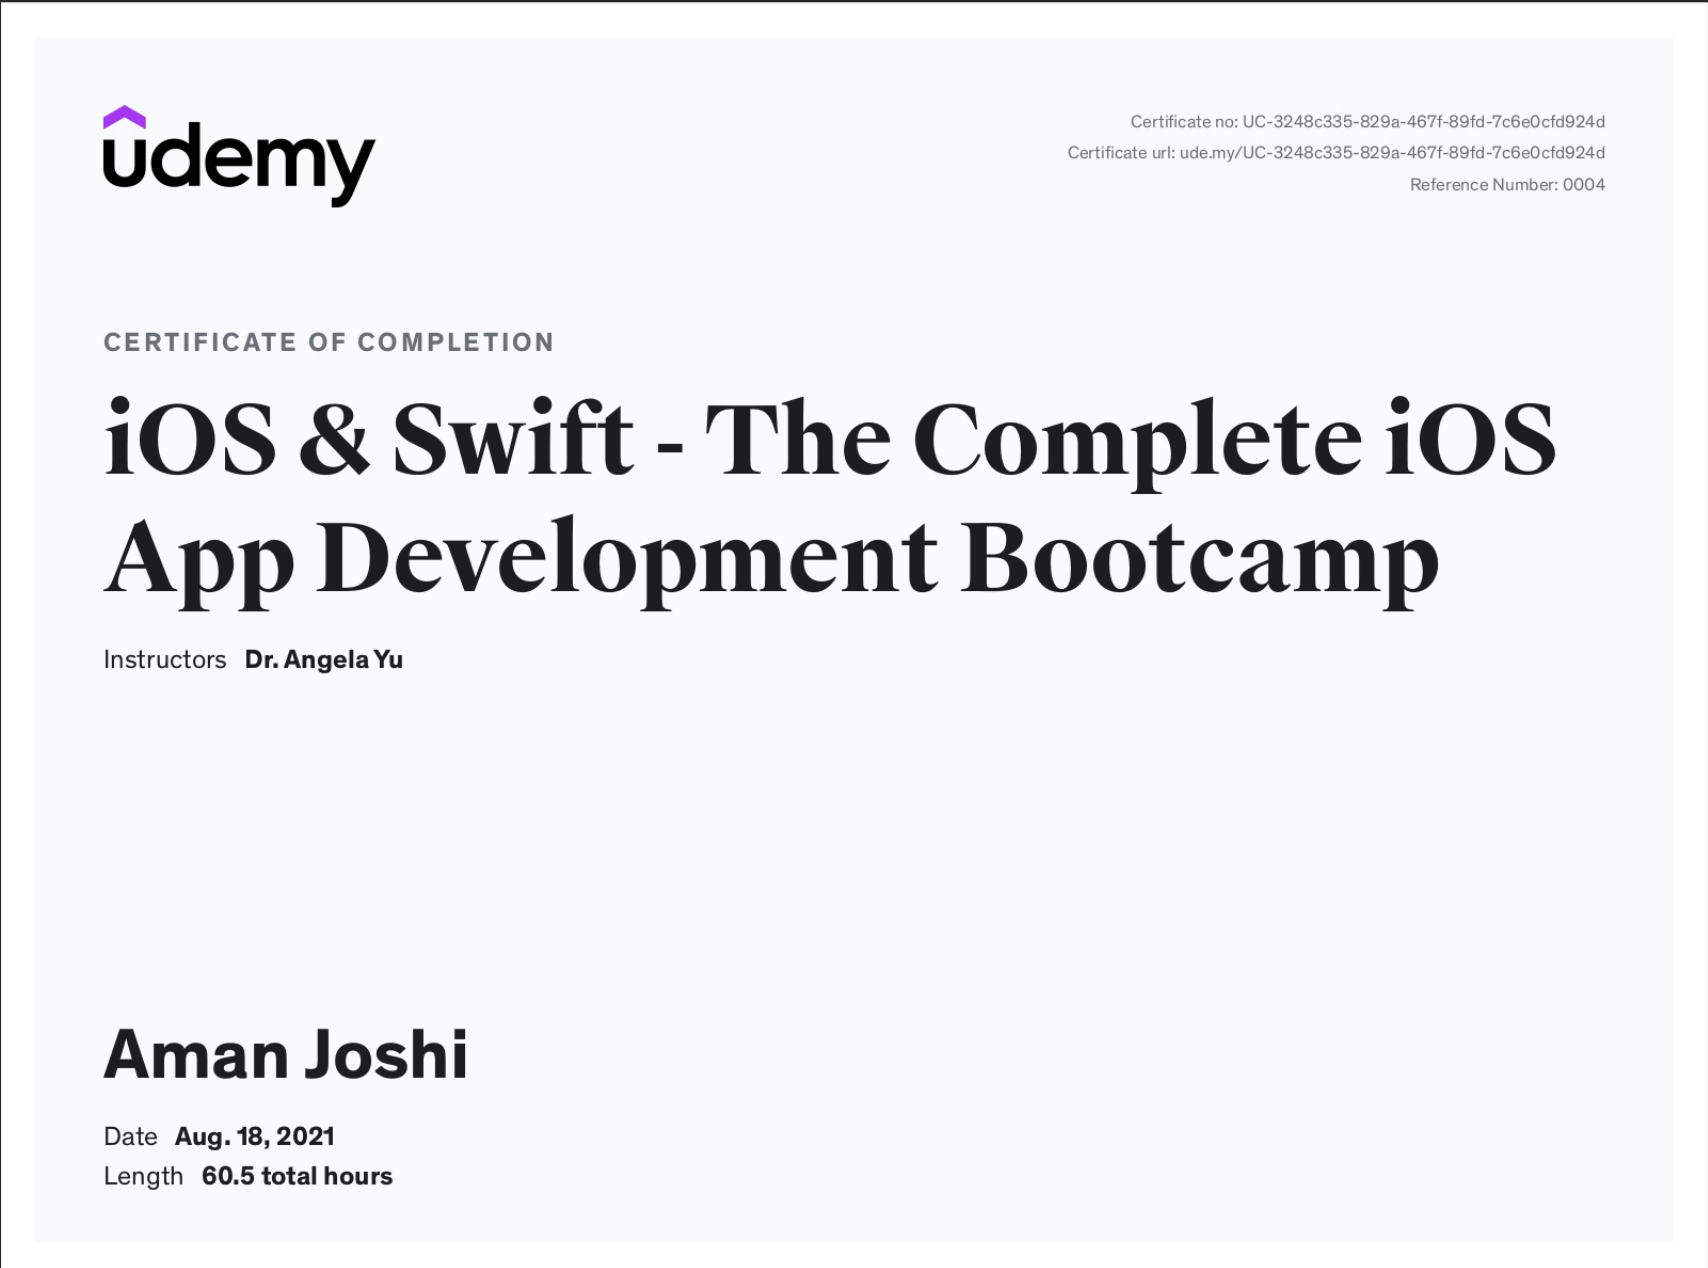 udemy
Certificate no: UC-3248c335-829a-467f-89fd-7c6e0cfd924d
Certificate url: ude.my/UC-3248c335-829a-467f-89fd-7c6e0cfd924d
Reference Number: 0004
CERTIFICATE OF COMPLETION
iOS & Swift - The Complete iOS
App Development Bootcamp
Instructors Dr. Angela Yu
Aman Joshi
Date Aug. 18, 2021
Length 60.5 total hours